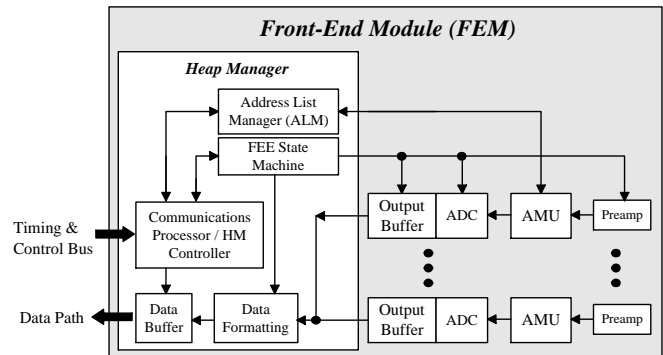 Front-End Module (FEM)
Heap Manager
Address List
Manager (ALM)
FEE State
Machine
Timing &
Control Bus
Communications
Processor / HM
Controller
Output
Buffer
ADC
AMU
Preamp
Data Path
Data
Buffer
Data
Formatting
Output
Buffer
ADC
AMU
Preamp